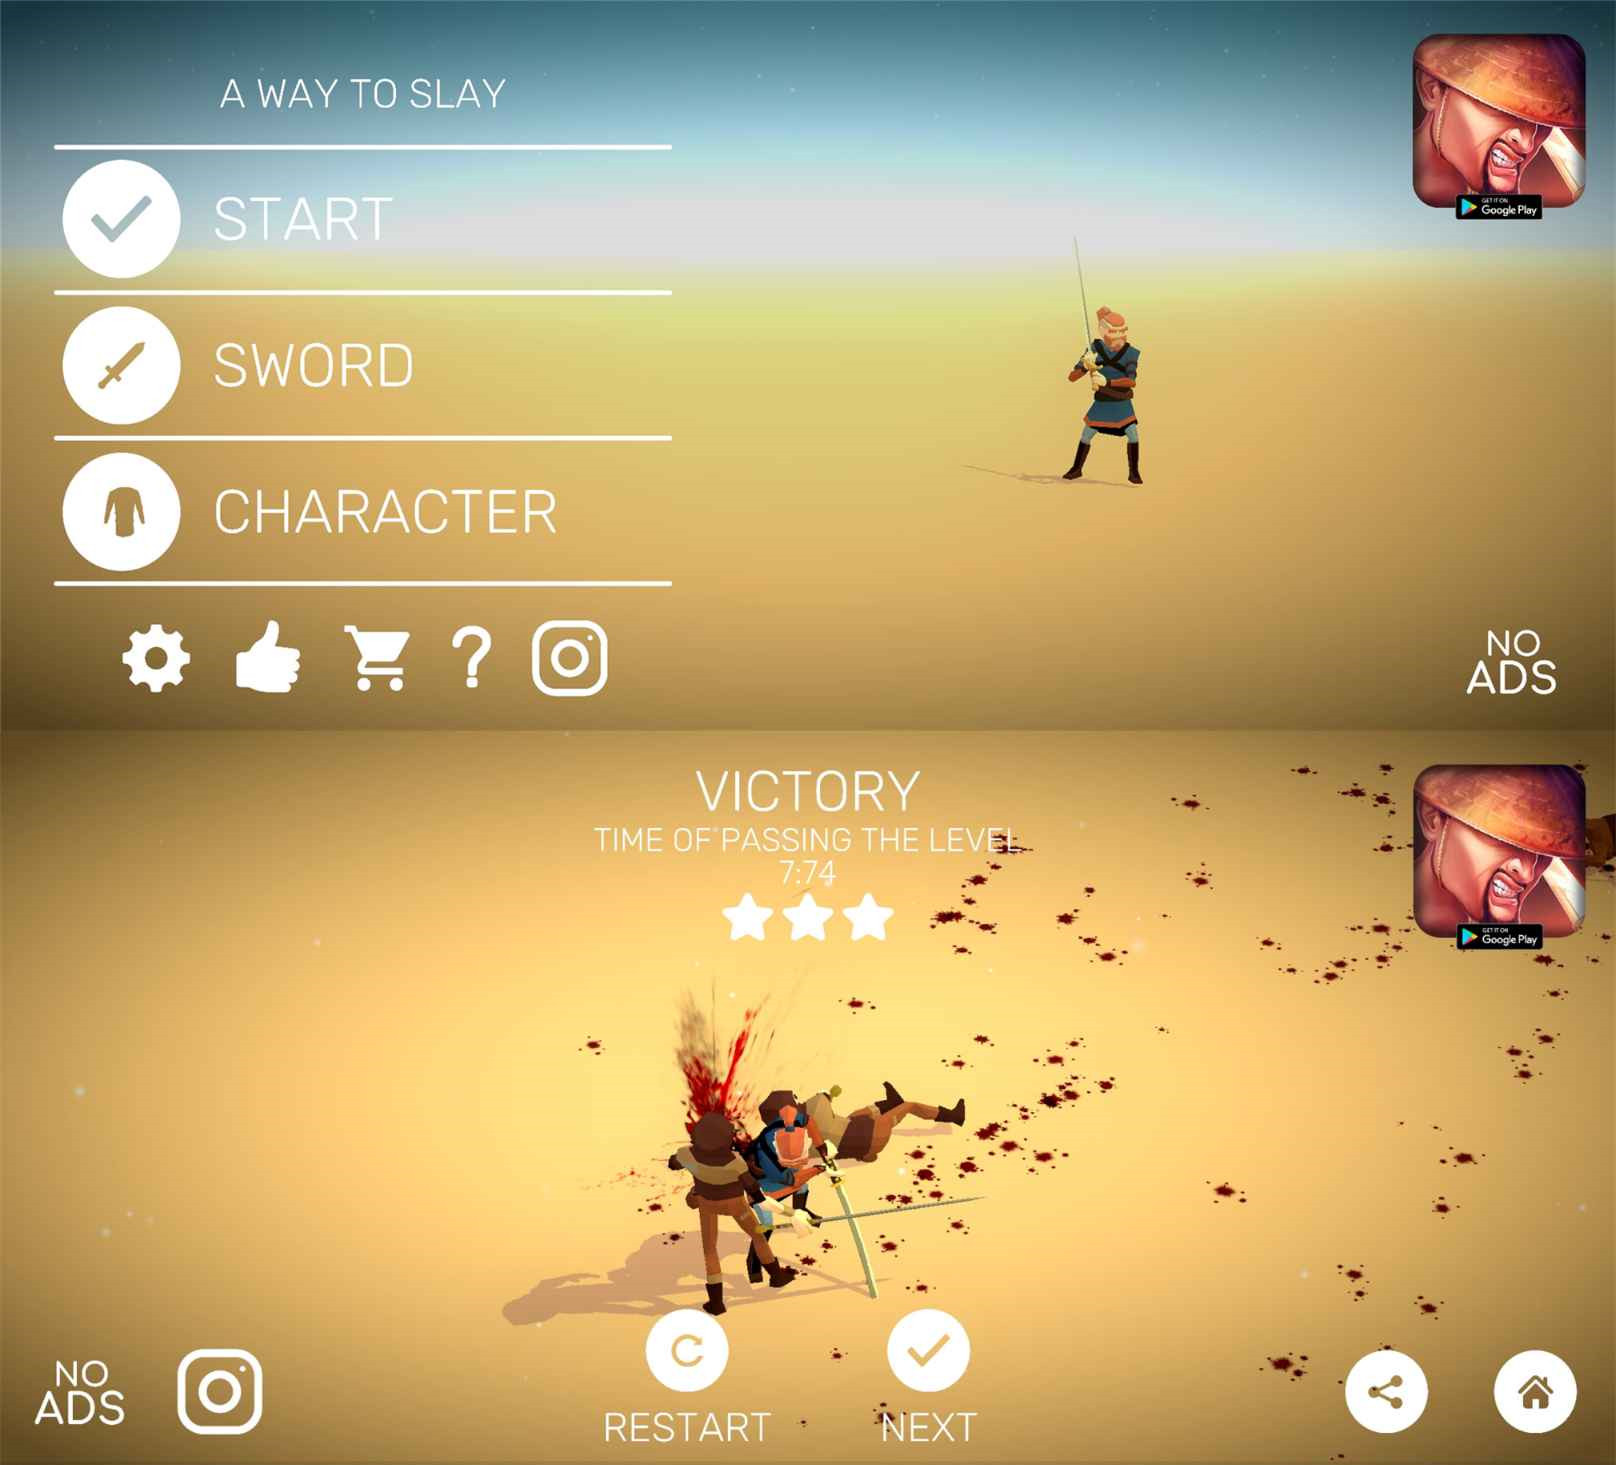 A WAY TO SLAY
START
SWORD
CHARACTER
?
GET IT ON
Google Play
NO
ADS
VICTORY
TIME OF PASSING THE LEVEL
7:74
GET IT ON
Google Play
NO
ADS
RESTART
NEXT